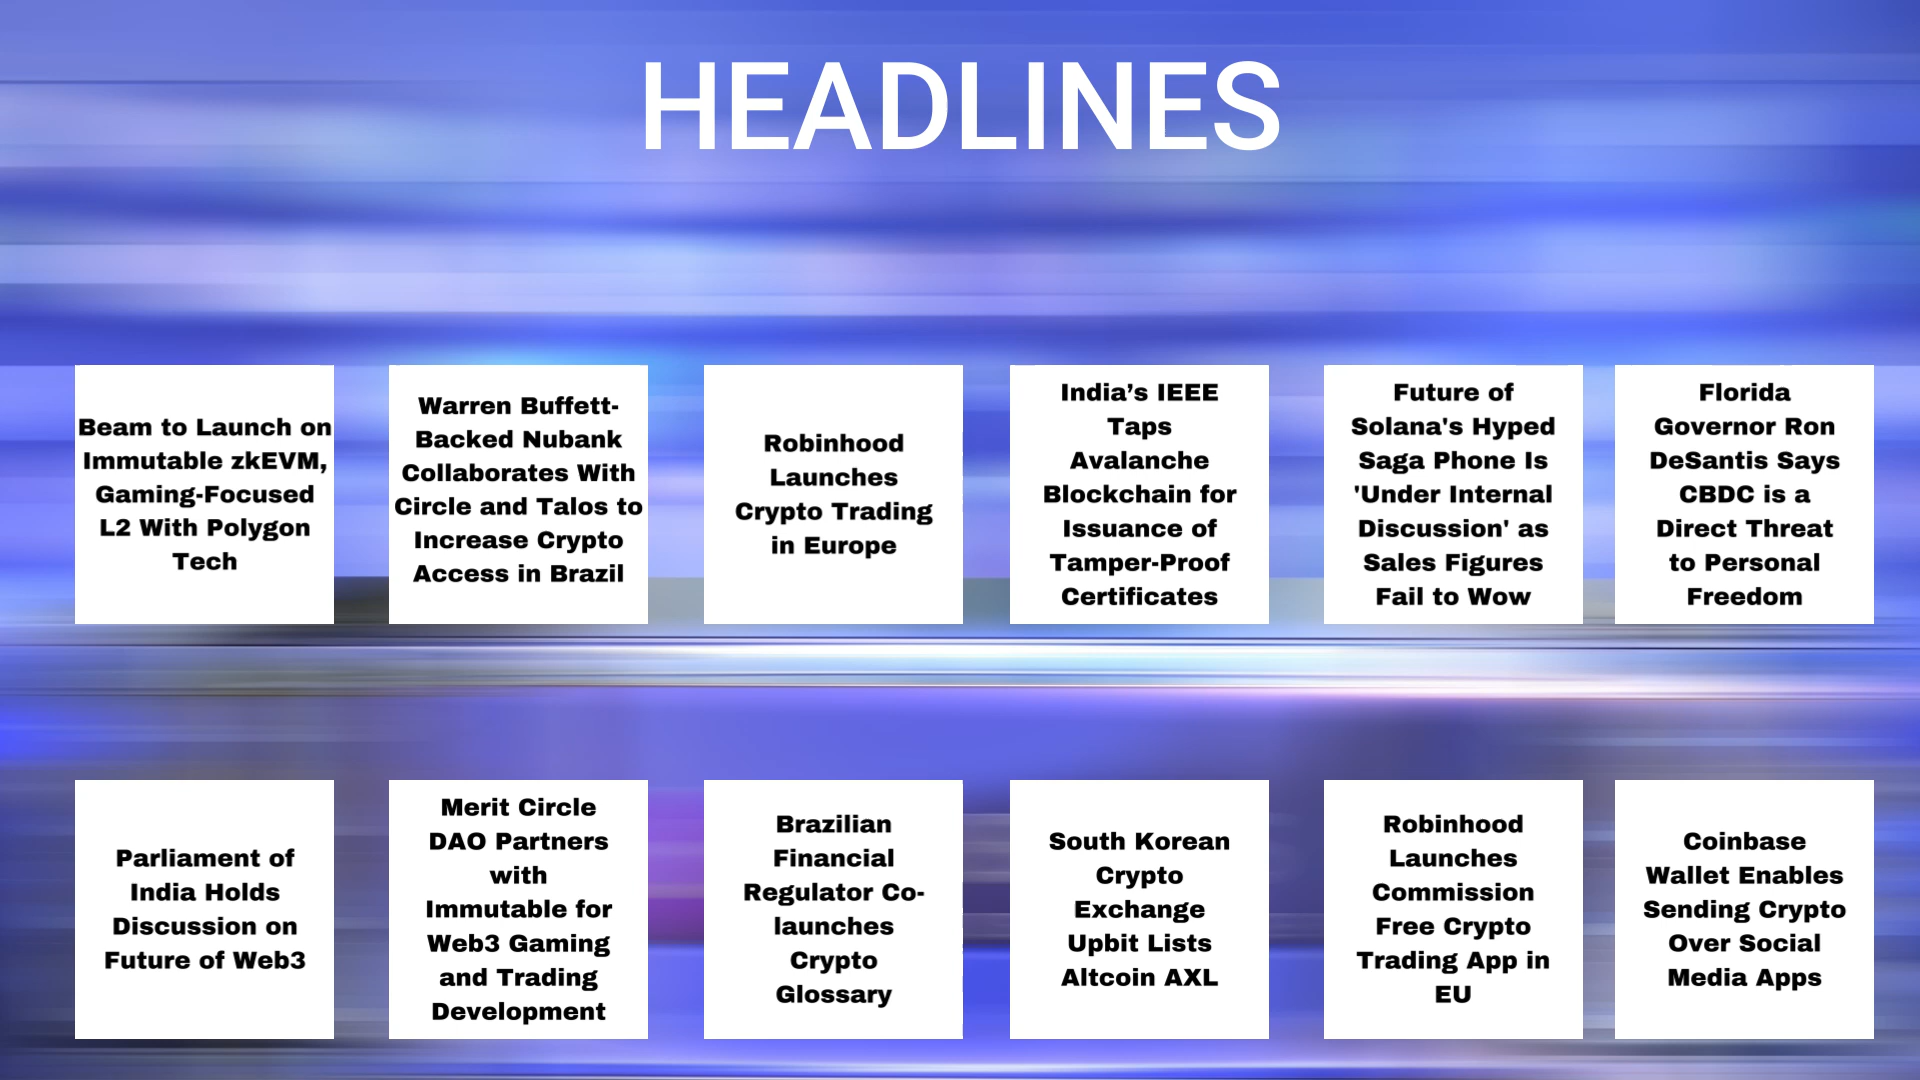 HEADLINES
Beam to Launch on
Immutable zkEVM,
Gaming-Focused
L2 With Polygon
Tech
Warren Buffett-
Backed Nubank
Collaborates With
Circle and Talos to
Increase Crypto
Access in Brazil
Robinhood
Launches
Crypto Trading
in Europe
India’s IEEE
Taps
Avalanche
Blockchain for
Issuance of
Tamper-Proof
Certificates
Future of
Solana's Hyped
Saga Phone Is
'Under Internal
Discussion' as
Sales Figures
Fail to Wow
Florida
Governor Ron
DeSantis Says
CBDC is a
Direct Threat
to Personal
Freedom
Parliament of
India Holds
Discussion on
Future of Web3
Merit Circle
DAO Partners
with
Immutable for
Web3 Gaming
and Trading
Development
Brazilian
Financial
Regulator Co-
launches
Crypto
Glossary
South Korean
Crypto
Exchange
Upbit Lists
Altcoin AXL
Robinhood
Launches
Commission
Free Crypto
Trading App in
EU
Coinbase
Wallet Enables
Sending Crypto
Over Social
Media Apps